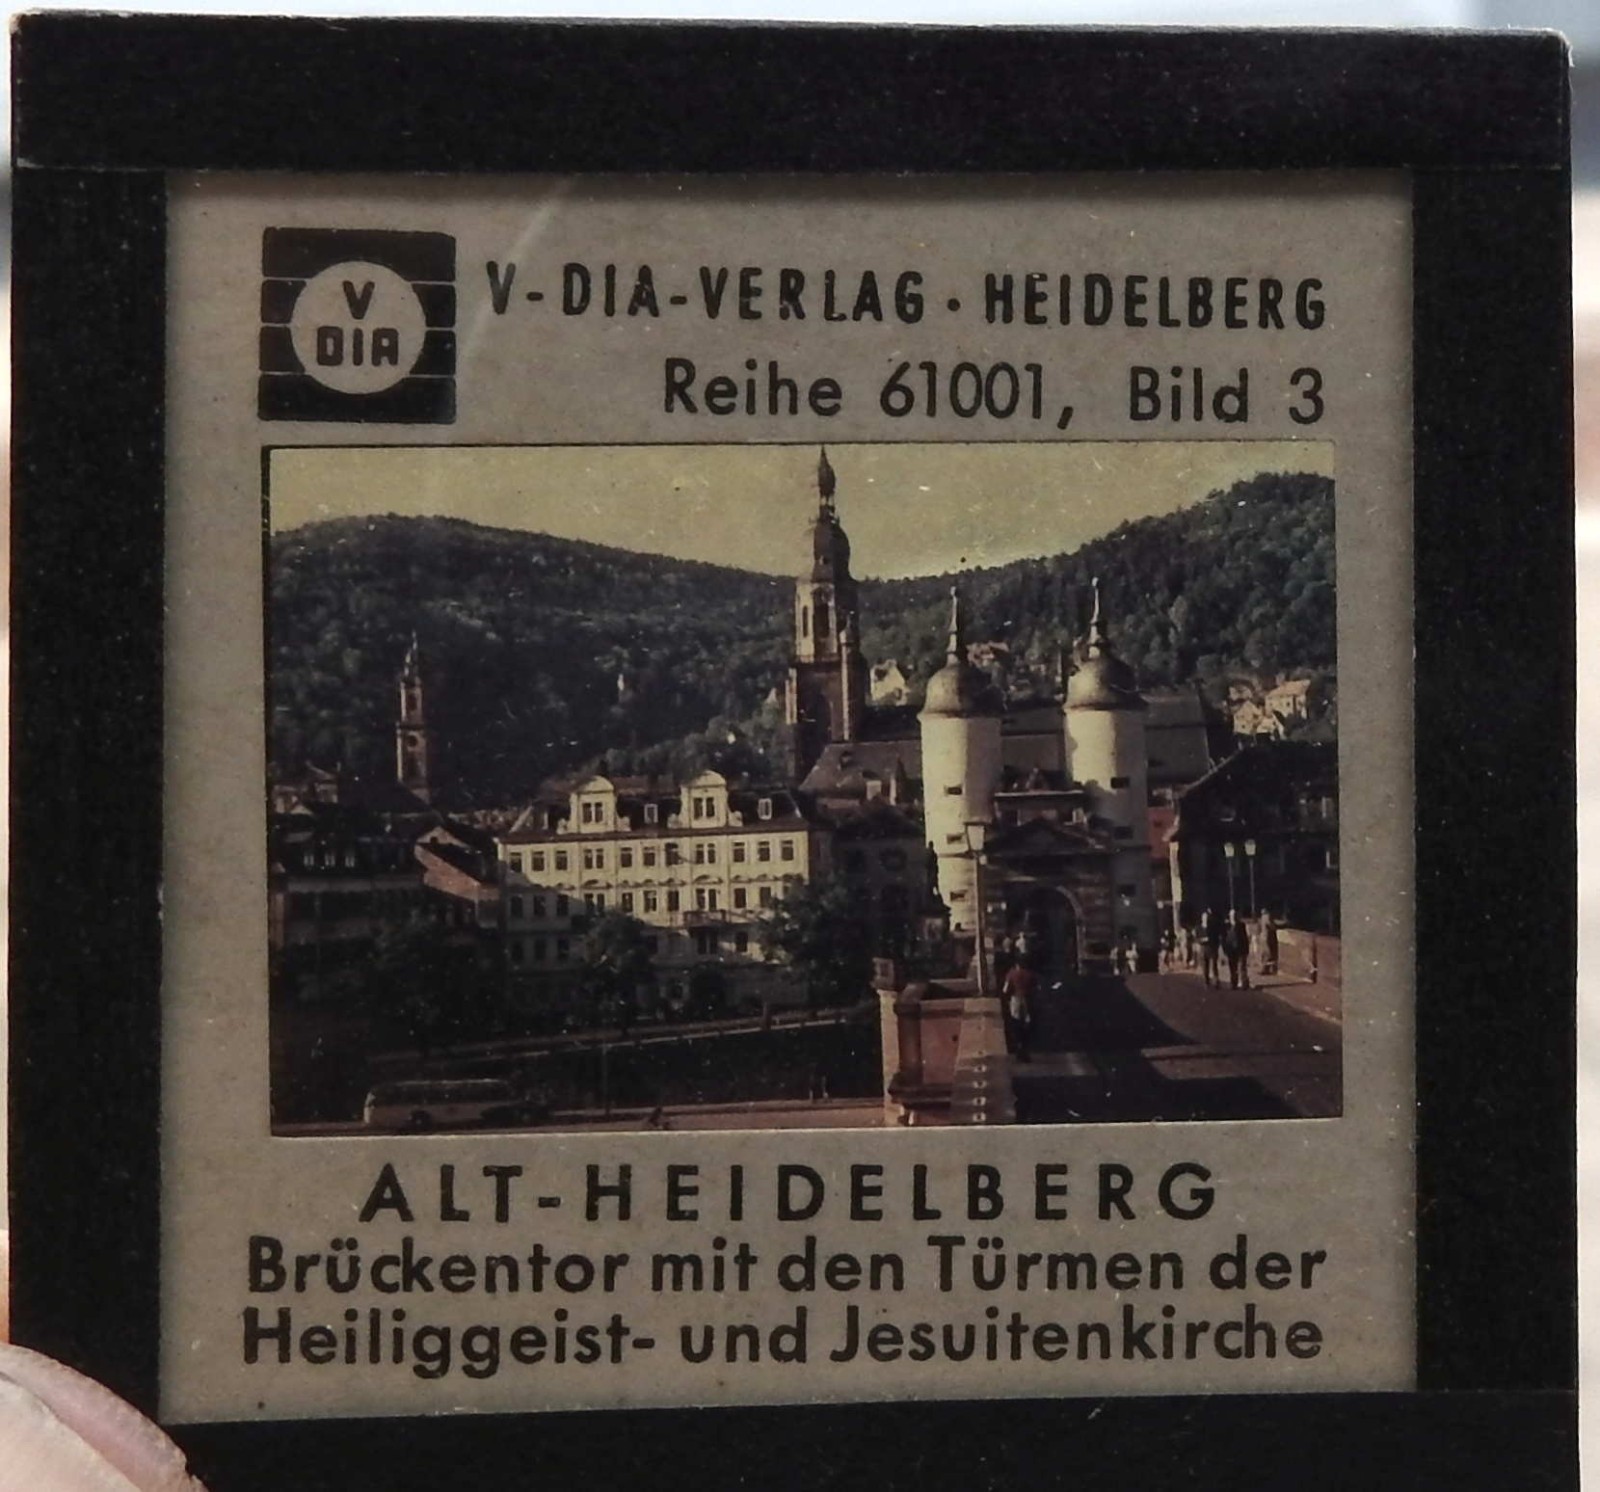 V
DIA
V-DIA-VERLAG · HEIDELBERG
Reihe 61001, Bild 3
ALT-HEIDELBERG
Brückentor mit den Türmen der
Heiliggeist- und Jesuitenkirche